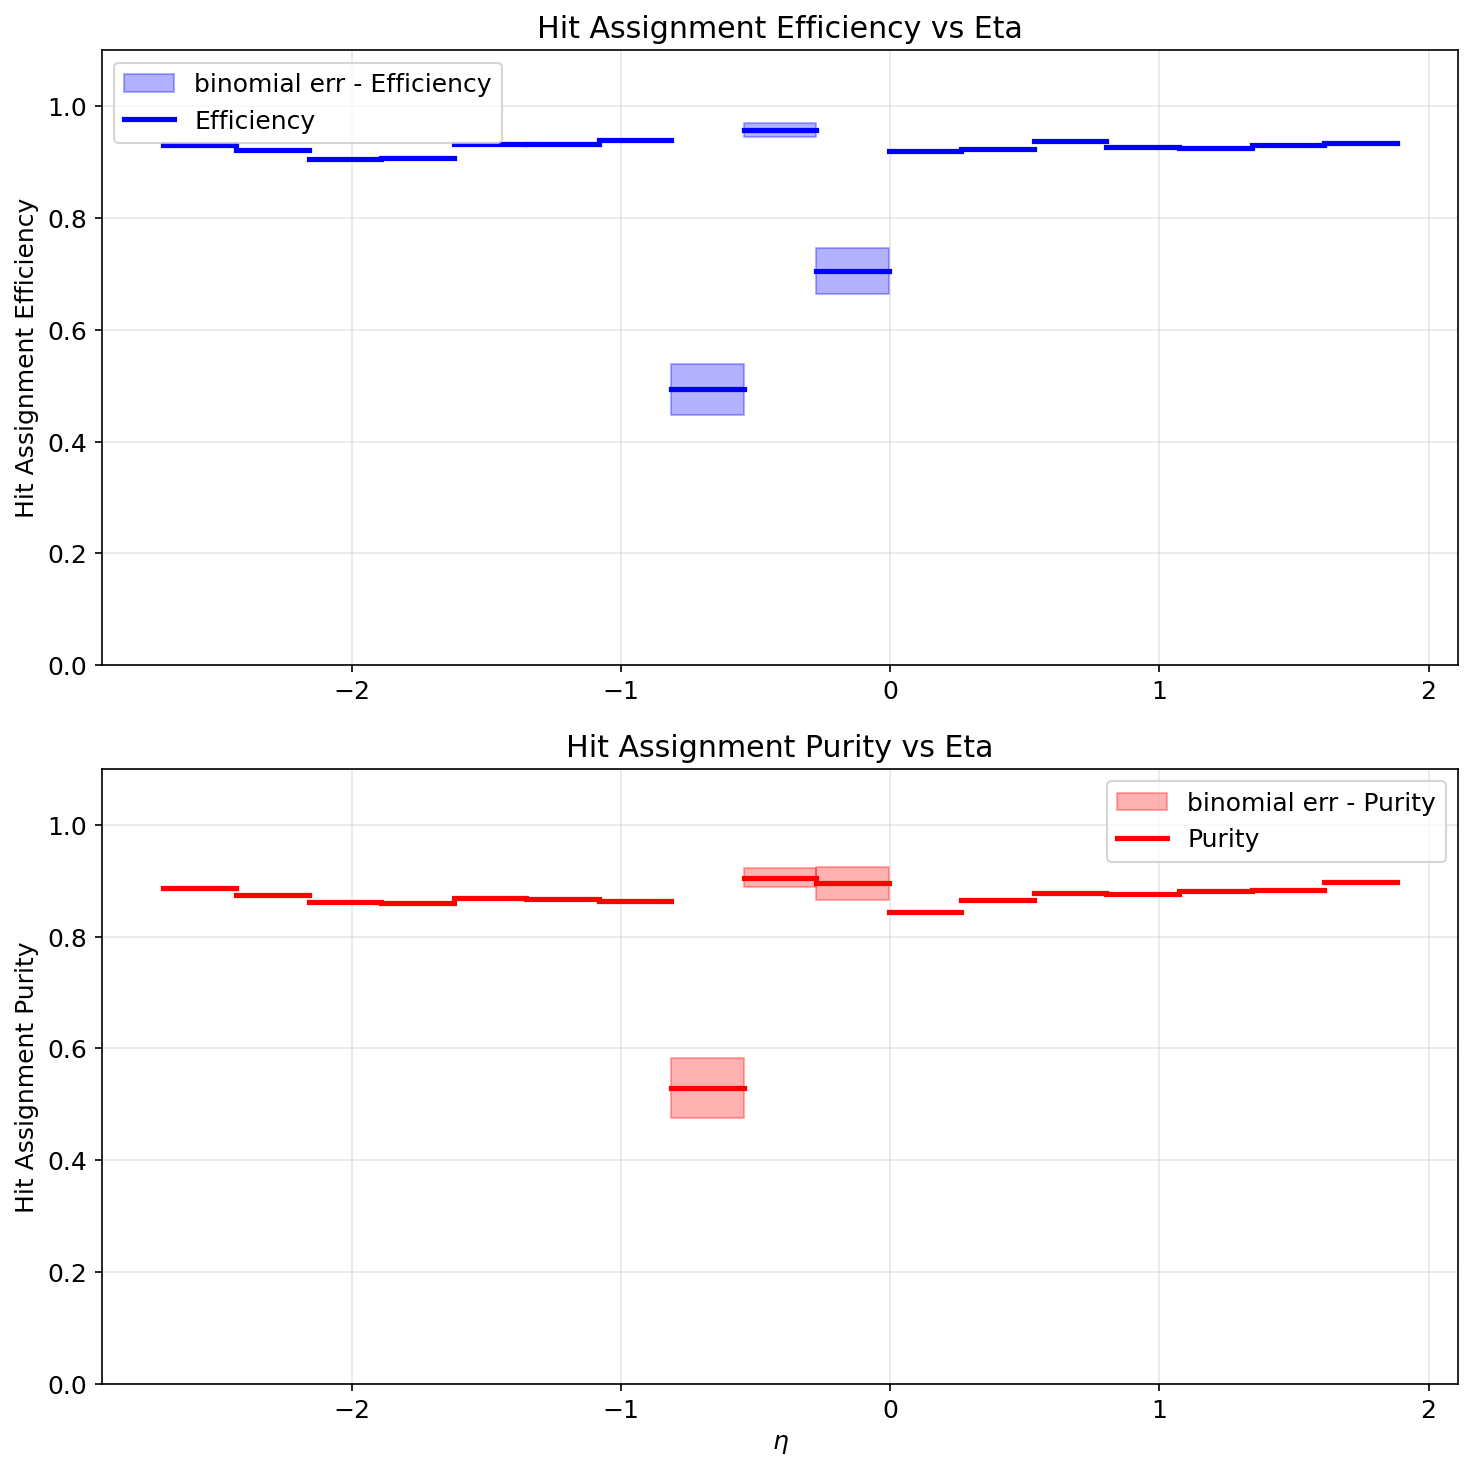 Hit Assignment Efficiency vs Eta
binomial err - Efficiency
Efficiency
Hit Assignment Efficiency
1.0
0.8
0.6
0.4
0.2
0.0
−2
−1
0
1
2
Hit Assignment Purity vs Eta
binomial err - Purity
Purity
Hit Assignment Purity
1.0
0.8
0.6
0.4
0.2
0.0
−2
−1
0
1
2
η